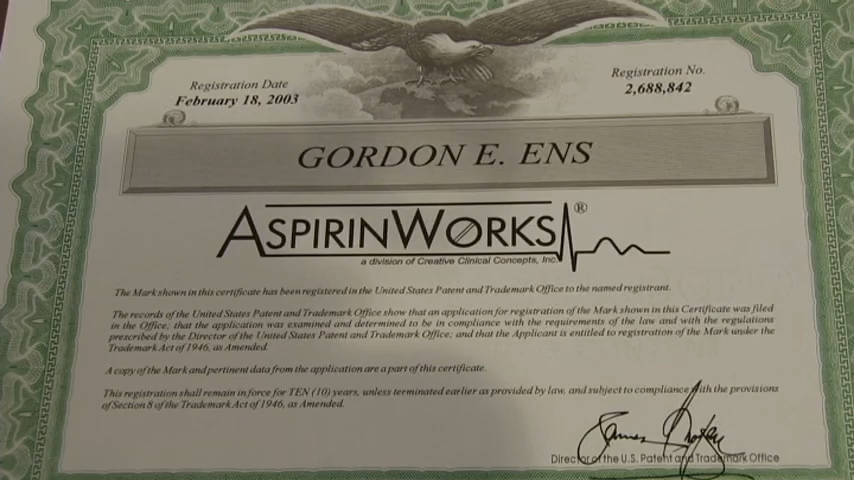 Registration Date
February 18, 2003
Registration No.
2,688,842
GORDON E. ENS
ASPIRINWORKS®
a division of Creative Clinical Concepts, Inc.
The Mark shown in this certificate has been registered in the United States Patent and Trademark Office to the named registrant.
The records of the United States Patent and Trademark Office show that an application for registration of the Mark shown in this Certificate was filed
in the Office; that the application was examined and determined to be in compliance with the requirements of the law and with the regulations
prescribed by the Director of the United States Patent and Trademark Office; and that the Applicant is entitled to registration of the Mark under the
Trademark Act of 1946, as Amended.
A copy of the Mark and pertinent data from the application are a part of this certificate.
This registration shall remain in force for TEN (10) years, unless terminated earlier as provided by law, and subject to compliance with the provisions
of Section 8 of the Trademark Act of 1946, as Amended.
Director of the U.S. Patent and Trademark Office